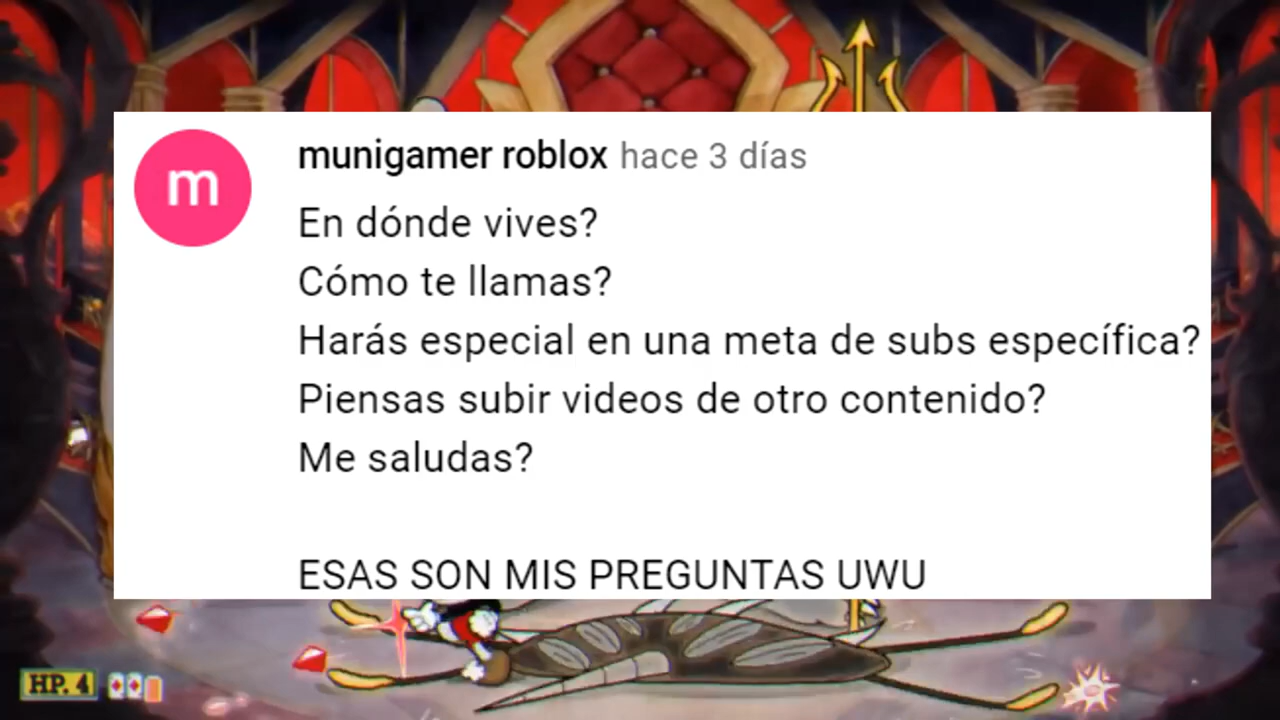 m
munigamer roblox hace 3 días
En dónde vives?
Cómo te llamas?
Harás especial en una meta de subs específica?
Piensas subir videos de otro contenido?
Me saludas?
ESAS SON MIS PREGUNTAS UWU
HP. 4